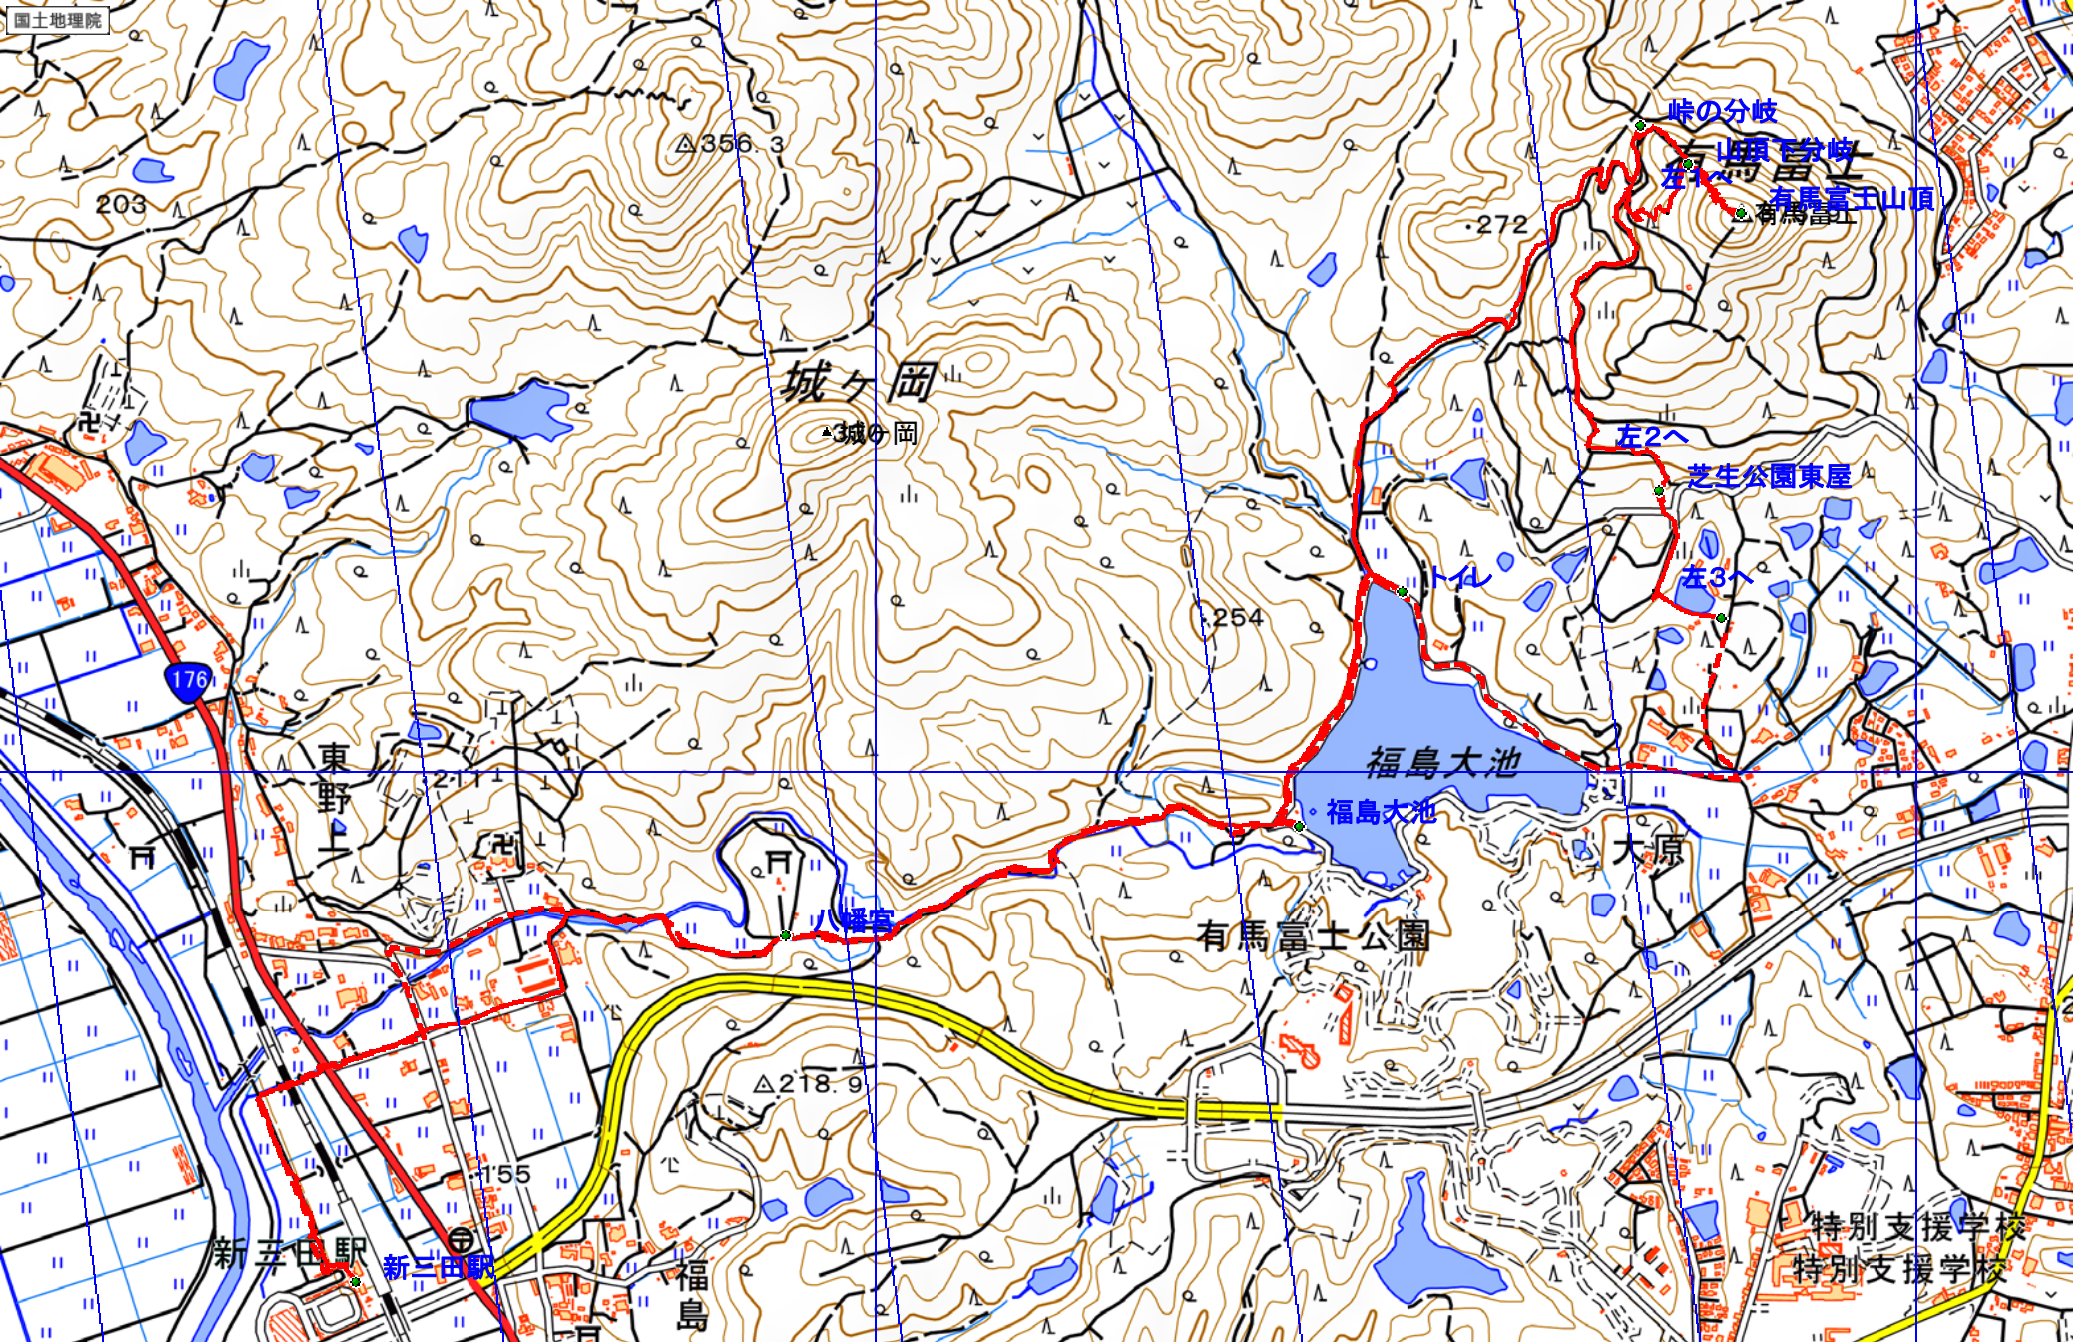 国土地理院
峠の分岐
山頂下分岐
有馬富士
左1へ
有馬富士山頂
有馬富士
356.3
203
272
城ヶ岡
城ヶ岡
左2へ
芝生公園東屋
トイレ
左3へ
254
176
東野上
211
福島大池
福島大池
大原
八幡宮
有馬富士公園
218.9
155
新三田駅
新三田駅
福島
特別支援学校
特別支援学校